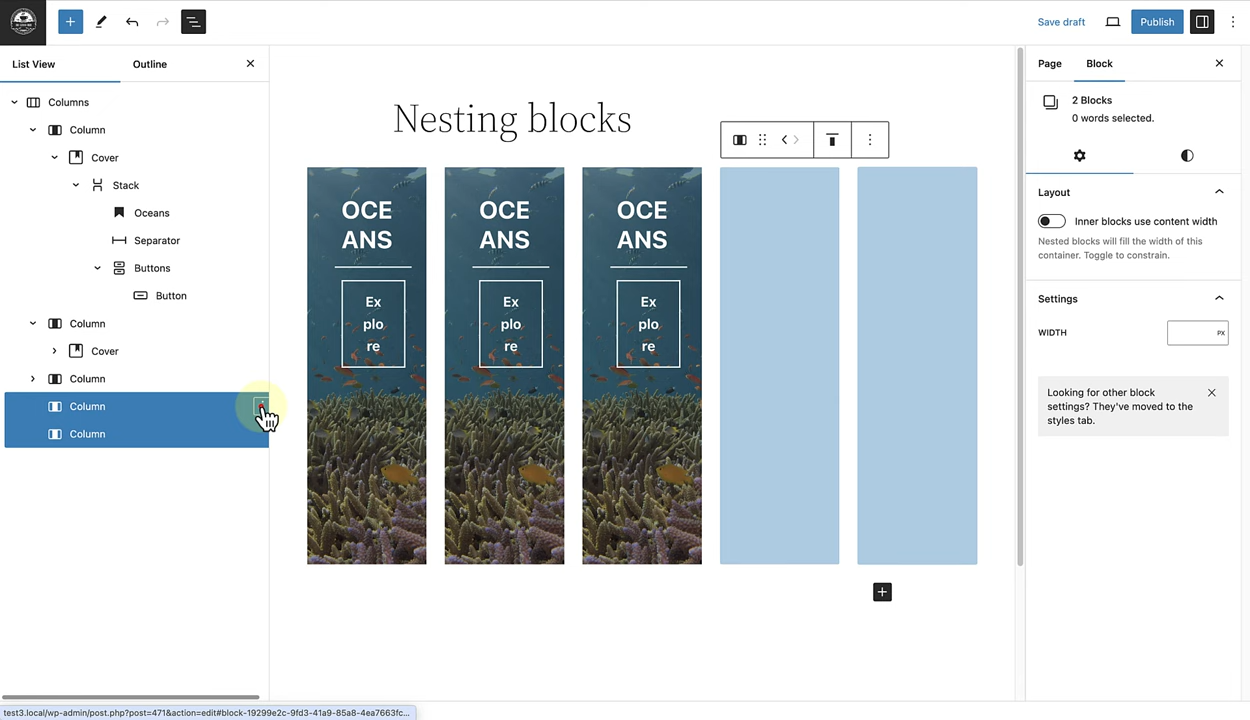 Save draft
Publish
List View
Outline
Page
Block
Columns
Column
Cover
Stack
Oceans
Separator
Buttons
Button
Column
Cover
Column
Column
Column
Nesting blocks
OCE
ANS
Ex
plo
re
OCE
ANS
Ex
plo
re
OCE
ANS
Ex
plo
re
2 Blocks
0 words selected.
Layout
Inner blocks use content width
Nested blocks will fill the width of this
container. Toggle to constrain.
Settings
WIDTH
PX
Looking for other block
settings? They've moved to the
styles tab.
test3.local/wp-admin/post.php?post=471&action=edit#block-19299e2c-9fd3-41a9-85a8-4ea7663fc...